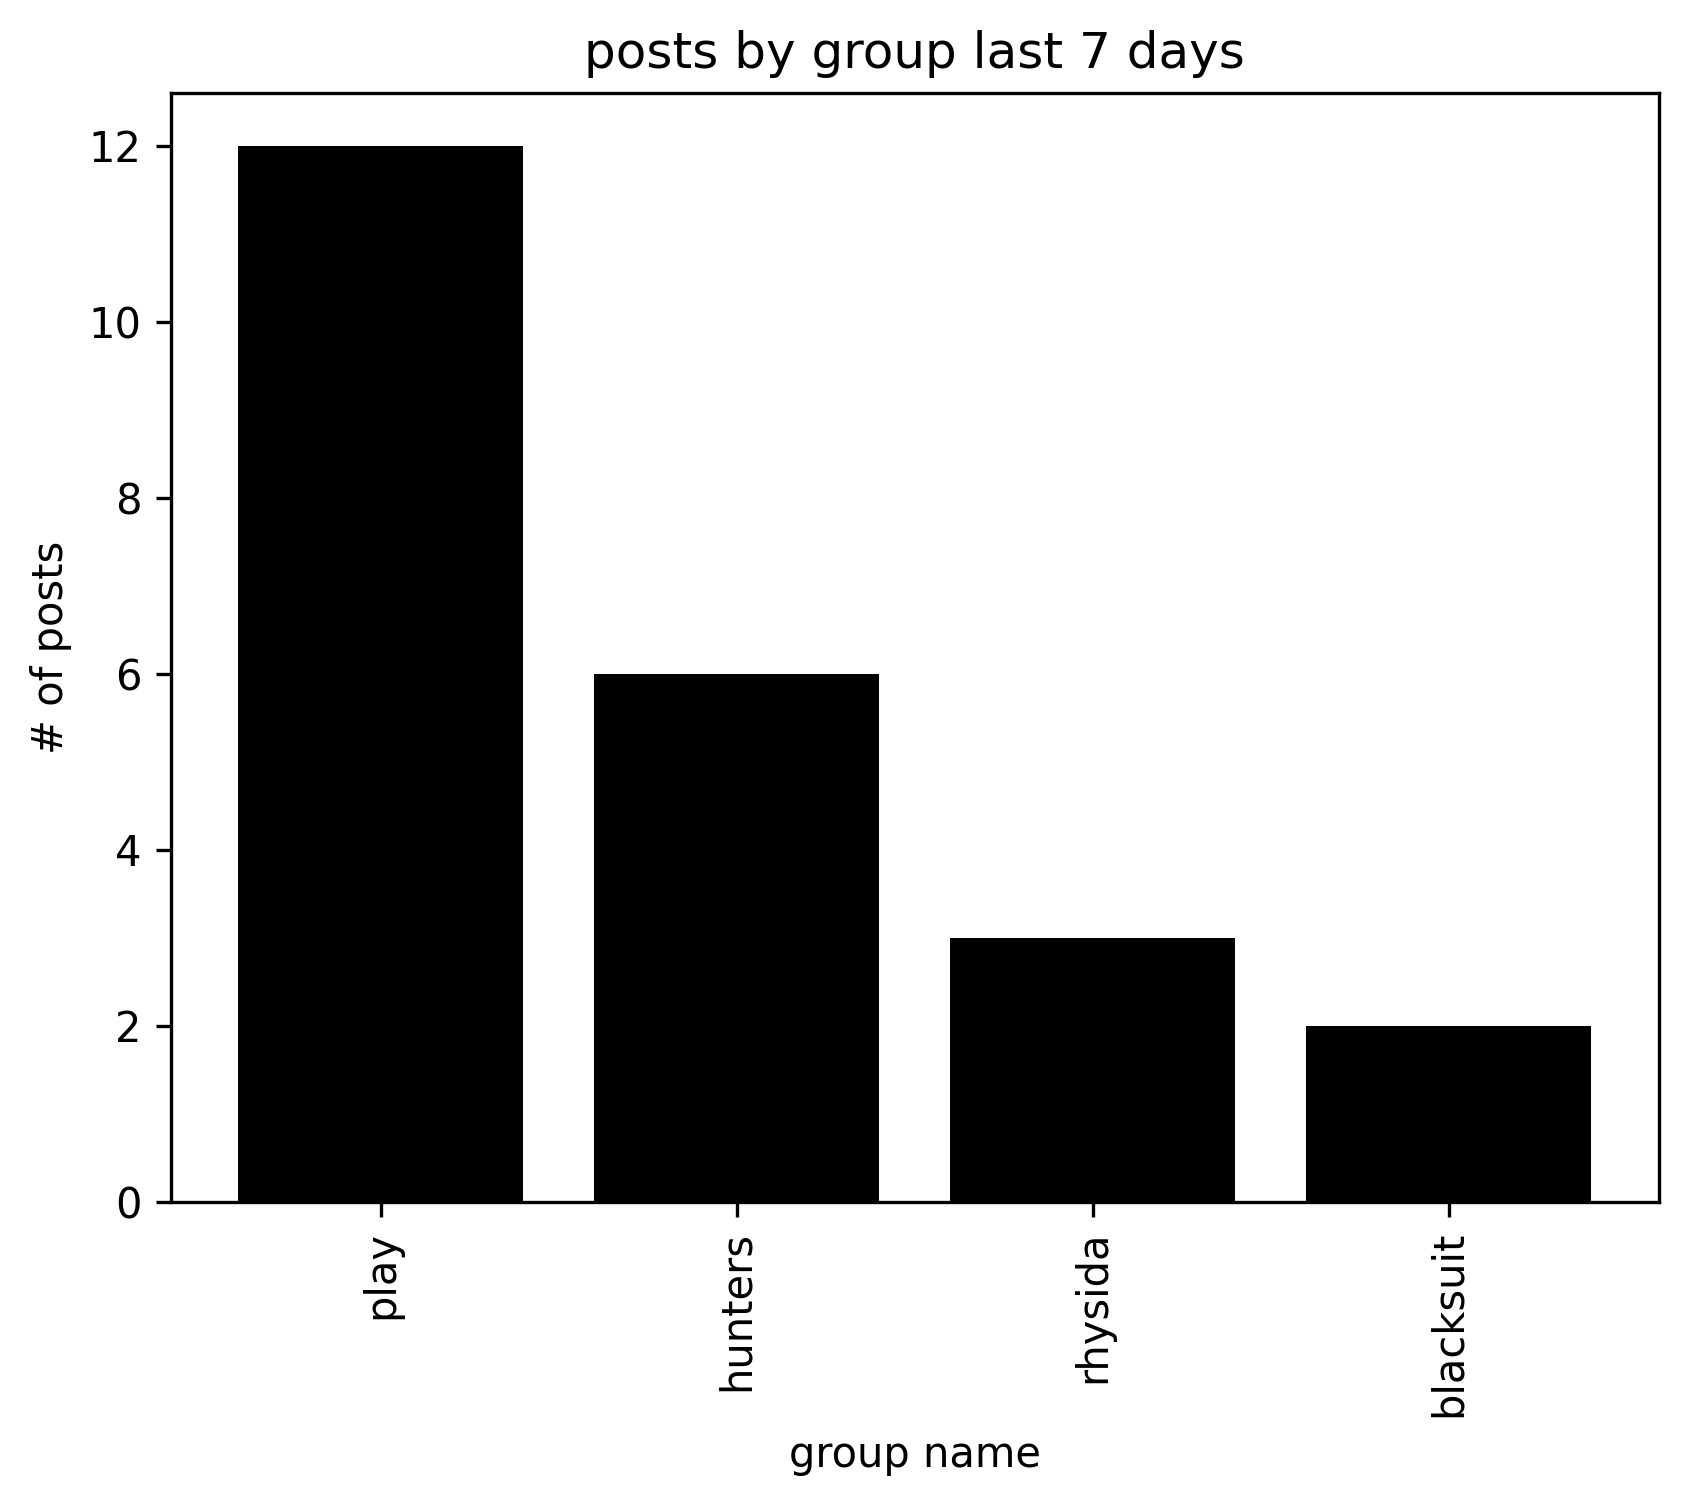 posts by group last 7 days
12
10
8
6
4
2
0
# of posts
play
hunters
rhysida
blacksuit
group name